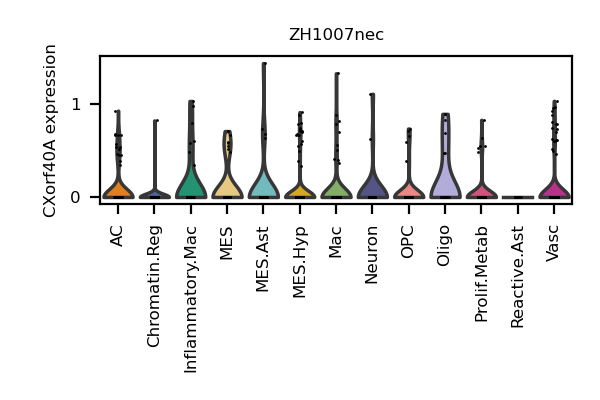 ZH1007nec
CXorf40A expression
1
0
AC
Chromatin.Reg
Inflammatory.Mac
MES
MES.Ast
MES.Hyp
Mac
Neuron
OPC
Oligo
Prolif.Metab
Reactive.Ast
Vasc